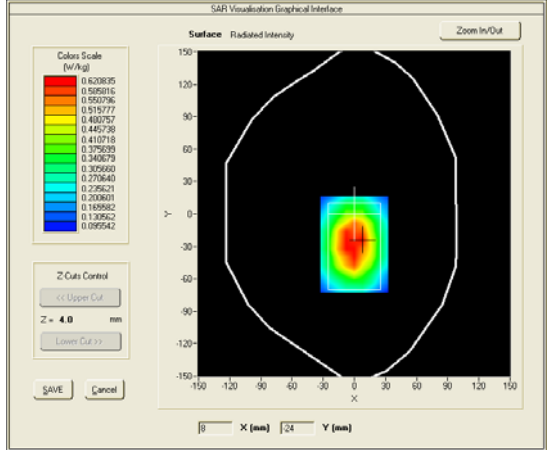 SAR Visualisation Graphical Interface
Surface Radiated Intensity
Zoom In/Out
Colors Scale
(W/kg)
0.620835
0.585816
0.550796
0.515777
0.480757
0.445738
0.410718
0.375699
0.340679
0.305660
0.270640
0.235621
0.200601
0.165582
0.130562
0.095542
Z Cuts Control
<< Upper Cut
Z = 4.0 mm
Lower Cut >>
SAVE Cancel
150
120
90
60
30
0
-30
-60
-90
-120
-150
Y
-150 -120 -90 -60 -30 0 30 60 90 120 150
X
8 X (mm) -24 Y (mm)